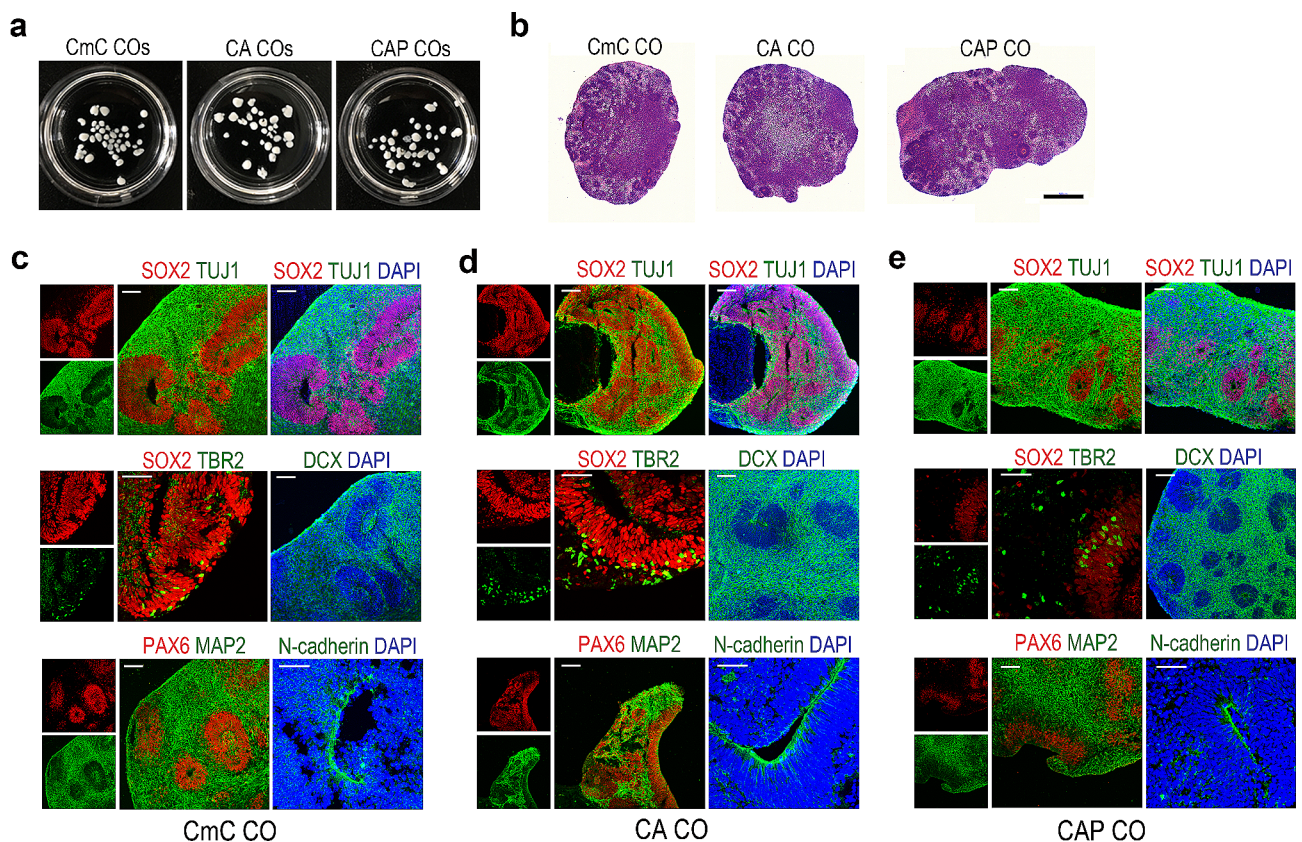 a
CmC COs CA COs CAP COs
b
CmC CO CA CO CAP CO
c
SOX2 TUJ1 SOX2 TUJ1 DAPI
SOX2 TBR2 DCX DAPI
PAX6 MAP2 N-cadherin DAPI
CmC CO
d
SOX2 TUJ1 SOX2 TUJ1 DAPI
SOX2 TBR2 DCX DAPI
PAX6 MAP2 N-cadherin DAPI
CA CO
e
SOX2 TUJ1 SOX2 TUJ1 DAPI
SOX2 TBR2 DCX DAPI
PAX6 MAP2 N-cadherin DAPI
CAP CO